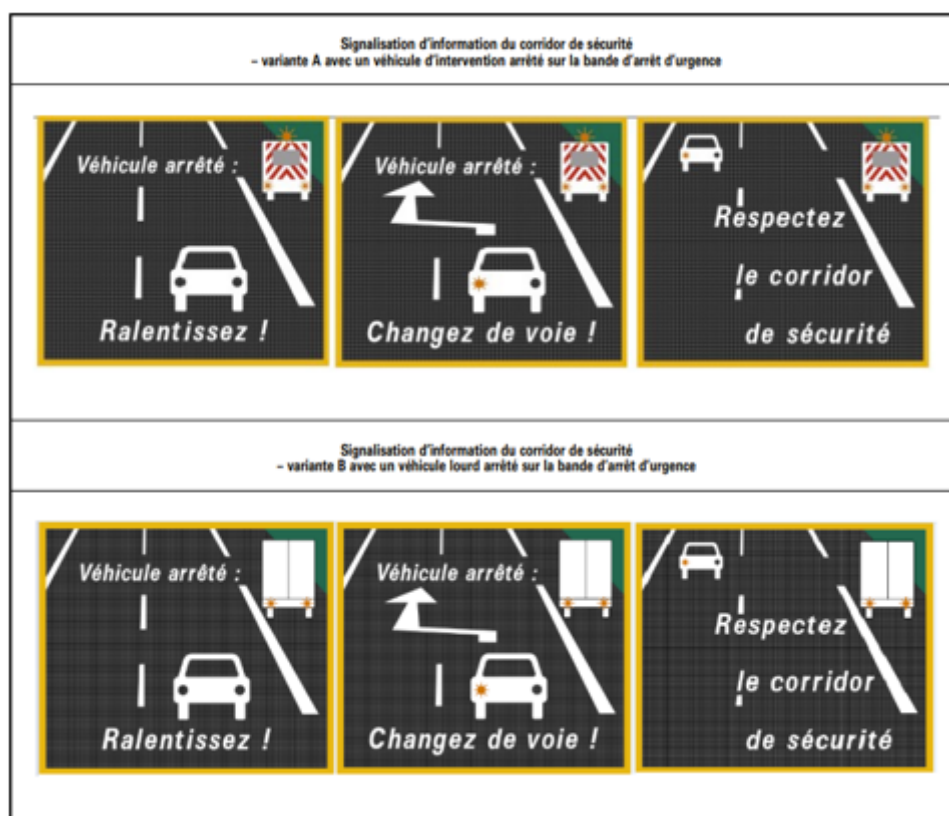 Signalisation d'information du corridor de sécurité
– variante A avec un véhicule d'intervention arrêté sur la bande d'arrêt d'urgence
Véhicule arrêté :
Ralentissez !
Véhicule arrêté :
Changez de voie !
Respectez
le corridor
de sécurité
Signalisation d'information du corridor de sécurité
– variante B avec un véhicule lourd arrêté sur la bande d'arrêt d'urgence
Véhicule arrêté :
Ralentissez !
Véhicule arrêté :
Changez de voie !
Respectez
le corridor
de sécurité